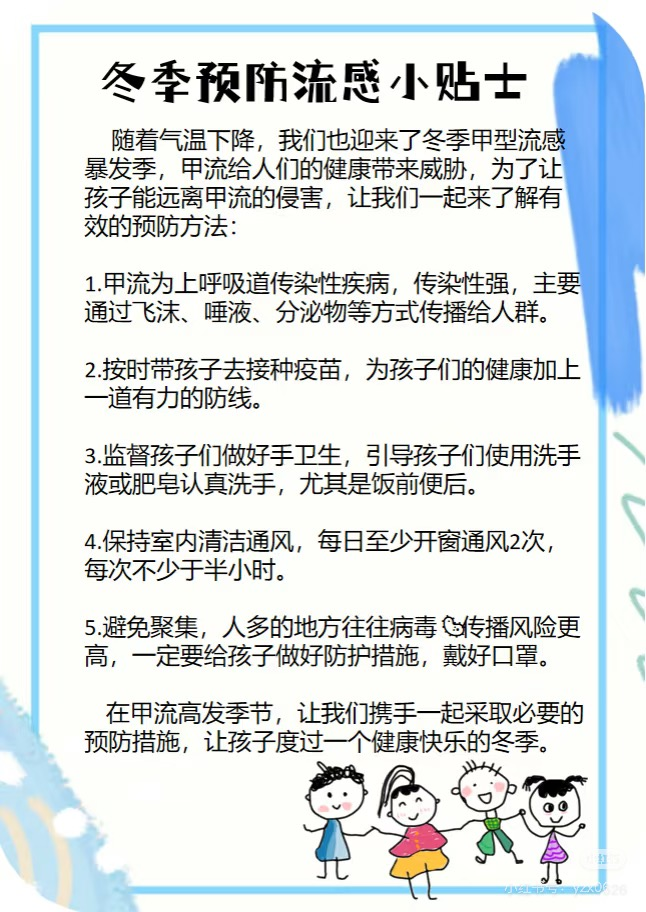 冬季预防流感小贴士
随着气温下降，我们也迎来了冬季甲型流感
暴发季，甲流给人们的健康带来威胁，为了让
孩子能远离甲流的侵害，让我们一起来了解有
效的预防方法：
1.甲流为上呼吸道传染性疾病，传染性强，主要
通过飞沫、唾液、分泌物等方式传播给人群。
2.按时带孩子去接种疫苗，为孩子们的健康加上
一道有力的防线。
3.监督孩子们做好手卫生，引导孩子们使用洗手
液或肥皂认真洗手，尤其是饭前便后。
4.保持室内清洁通风，每日至少开窗通风2次，
每次不少于半小时。
5.避免聚集，人多的地方往往病毒传播风险更
高，一定要给孩子做好防护措施，戴好口罩。
在甲流高发季节，让我们携手一起采取必要的
预防措施，让孩子度过一个健康快乐的冬季。